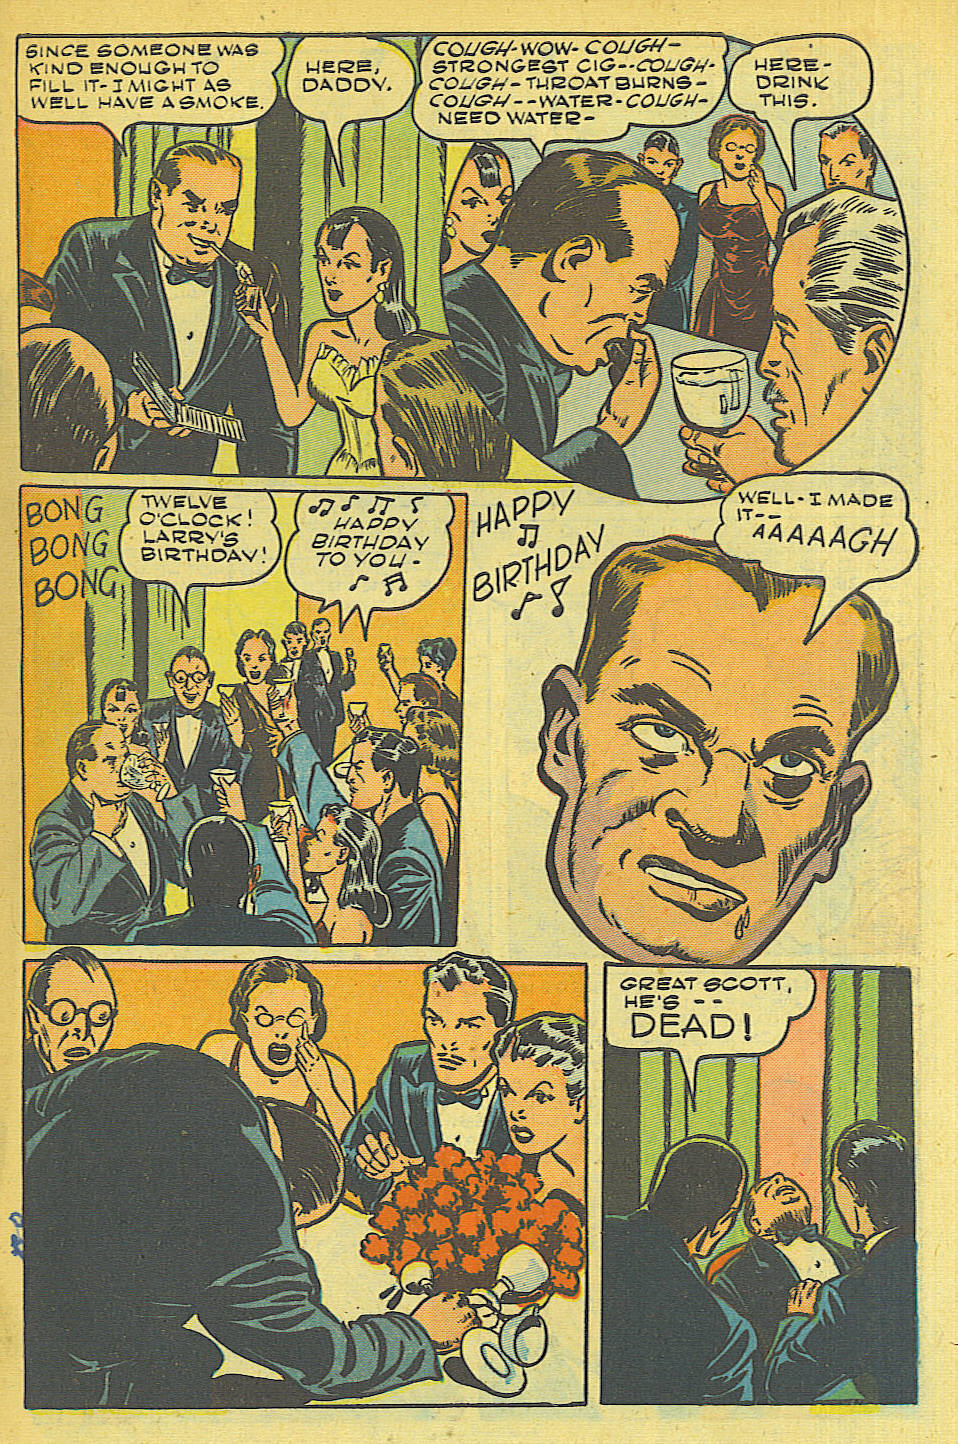 SINCE SOMEONE WAS
KIND ENOUGH TO
FILL IT- I MIGHT AS
WELL HAVE A SMOKE.
HERE,
DADDY.
COUGH-WOW-COUGH-
STRONGEST CIG--COUGH-
COUGH-THROAT BURNS-
COUGH--WATER-COUGH-
NEED WATER-
HERE-
DRINK
THIS.
BONG
BONG
BONG
TWELVE
O'CLOCK!
LARRY'S
BIRTHDAY!
HAPPY
BIRTHDAY
TO YOU-
HAPPY
BIRTHDAY
WELL-I MADE
IT--
AAAAAGH
GREAT SCOTT,
HE'S --
DEAD!